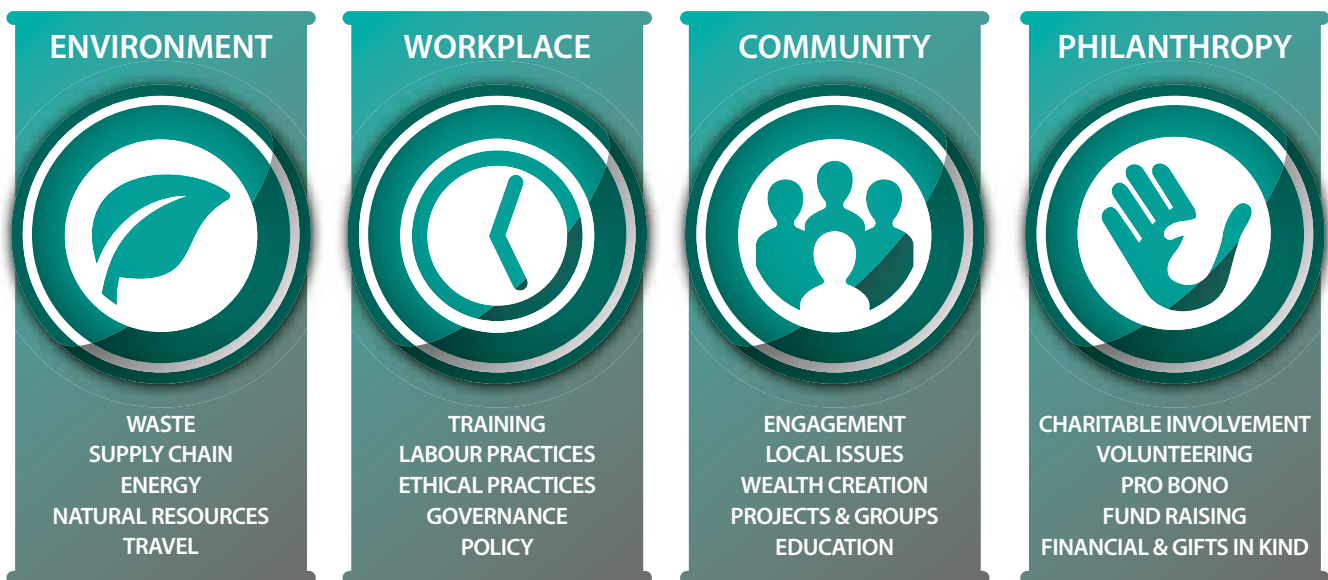 ENVIRONMENT
WASTE
SUPPLY CHAIN
ENERGY
NATURAL RESOURCES
TRAVEL
WORKPLACE
TRAINING
LABOUR PRACTICES
ETHICAL PRACTICES
GOVERNANCE
POLICY
COMMUNITY
ENGAGEMENT
LOCAL ISSUES
WEALTH CREATION
PROJECTS & GROUPS
EDUCATION
PHILANTHROPY
CHARITABLE INVOLVEMENT
VOLUNTEERING
PRO BONO
FUND RAISING
FINANCIAL & GIFTS IN KIND